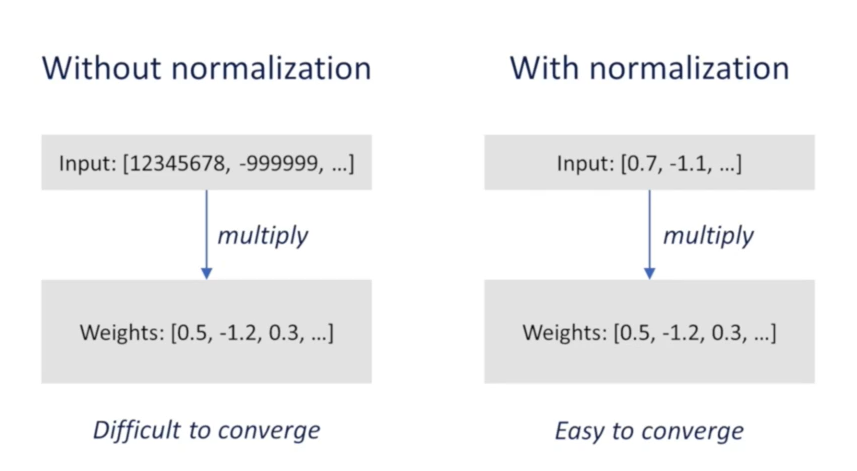 Without normalization
Input: [12345678, -999999, ...]
multiply
Weights: [0.5, -1.2, 0.3, ...]
Difficult to converge
With normalization
Input: [0.7, -1.1, ...]
multiply
Weights: [0.5, -1.2, 0.3, ...]
Easy to converge